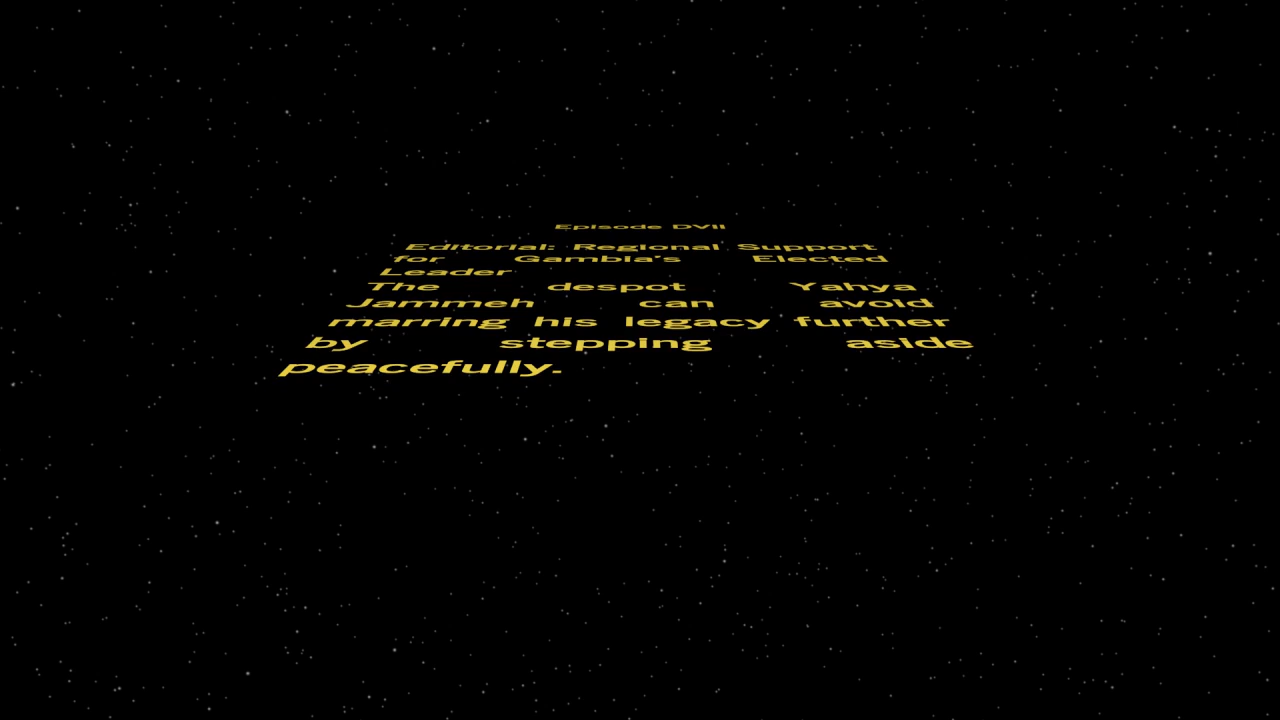 Episode DVII
Editorial: Regional Support
for Gambia's Elected
Leader
The despot Yahya
Jammeh can avoid
marring his legacy further
by stepping aside
peacefully.